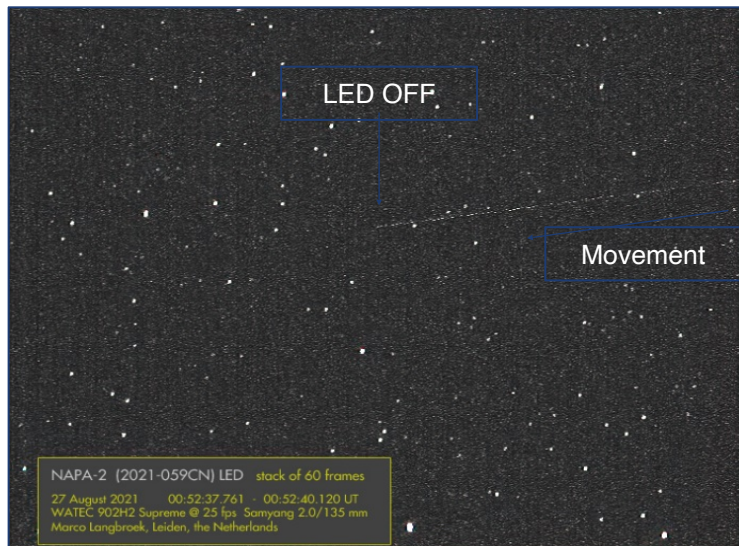 LED OFF
Movement
NAPA-2 (2021-059CN) LED stack of 60 frames
27 August 2021 00:52:37.761 - 00:52:40.120 UT
WATEC 902H2 Supreme @ 25 fps Samyang 2.0/135 mm
Marco Langbroek, Leiden, the Netherlands